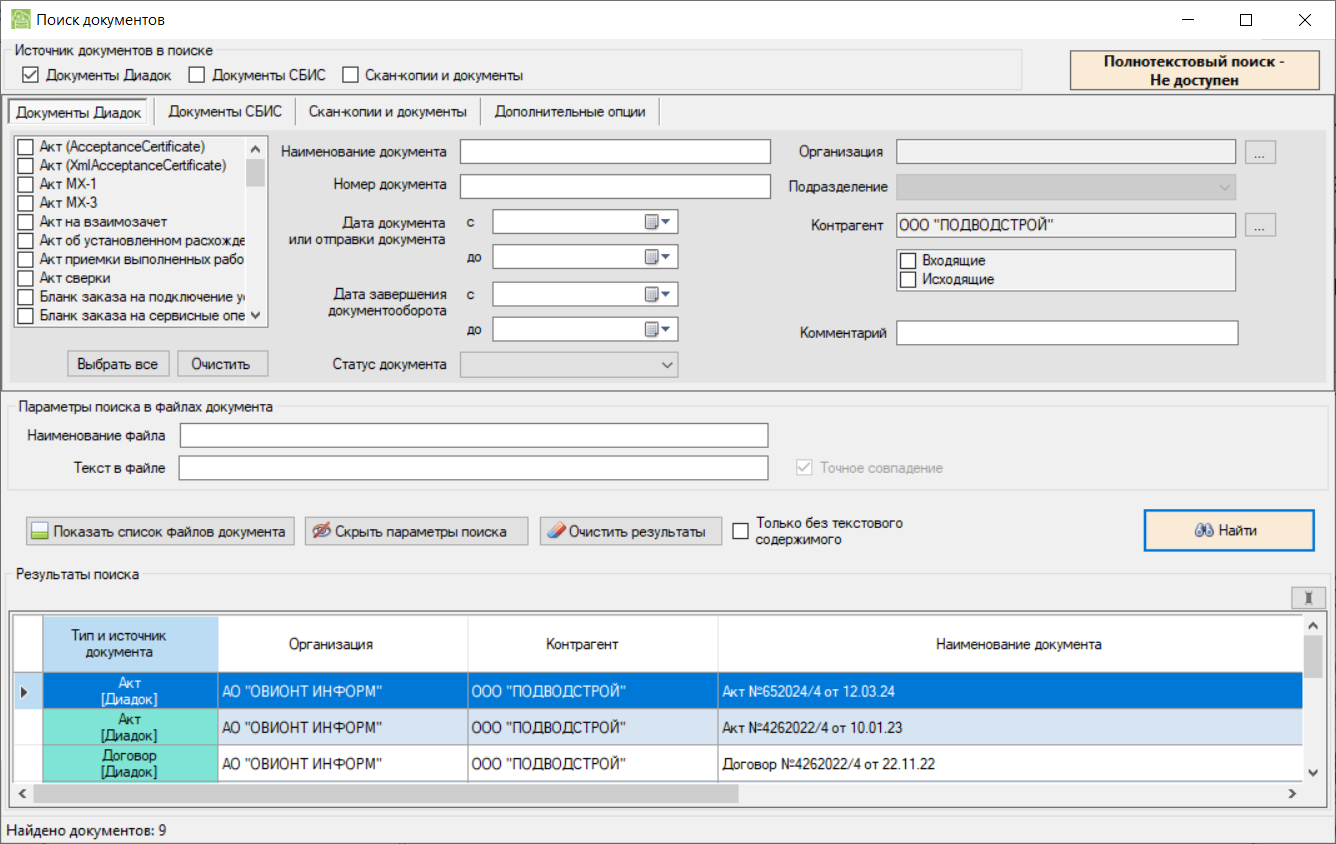 Поиск документов
Источник документов в поиске
Документы Диадок
Документы СБИС
Скан-копии и документы
Полнотекстовый поиск -
Не доступен
Документы Диадок
Документы СБИС
Скан-копии и документы
Дополнительные опции
Акт (AcceptanceCertificate)
Акт (XmlAcceptanceCertificate)
Акт МХ-1
Акт МХ-3
Акт на взаимозачет
Акт об установленном расхожде
Акт приемки выполненных рабо
Акт сверки
Бланк заказа на подключение у
Бланк заказа на сервисные опе
Выбрать все
Очистить
Наименование документа
Номер документа
Дата документа
или отправки документа
с
до
Дата завершения
документооборота
с
до
Статус документа
Организация
...
Подразделение
Контрагент
ООО "ПОДВОДСТРОЙ"
...
Входящие
Исходящие
Комментарий
Параметры поиска в файлах документа
Наименование файла
Текст в файле
Точное совпадение
Показать список файлов документа
Скрыть параметры поиска
Очистить результаты
Только без текстового
содержимого
Найти
Результаты поиска
Тип и источник
документа
Организация
Контрагент
Наименование документа
Акт
[Диадок]
АО "ОВИОНТ ИНФОРМ"
ООО "ПОДВОДСТРОЙ"
Акт №652024/4 от 12.03.24
Акт
[Диадок]
АО "ОВИОНТ ИНФОРМ"
ООО "ПОДВОДСТРОЙ"
Акт №4262022/4 от 10.01.23
Договор
[Диадок]
АО "ОВИОНТ ИНФОРМ"
ООО "ПОДВОДСТРОЙ"
Договор №4262022/4 от 22.11.22
Найдено документов: 9